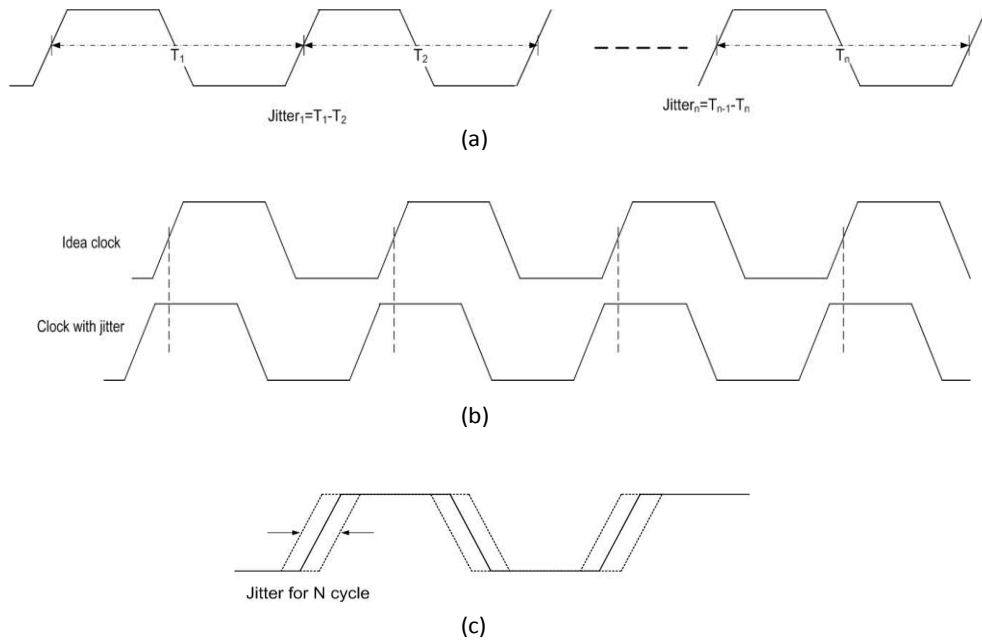 T₁ T₂ Tₙ
Jitter₁=T₁-T₂ Jitterₙ=Tₙ₋₁-Tₙ
(a)
Idea clock
Clock with jitter
(b)
Jitter for N cycle
(c)